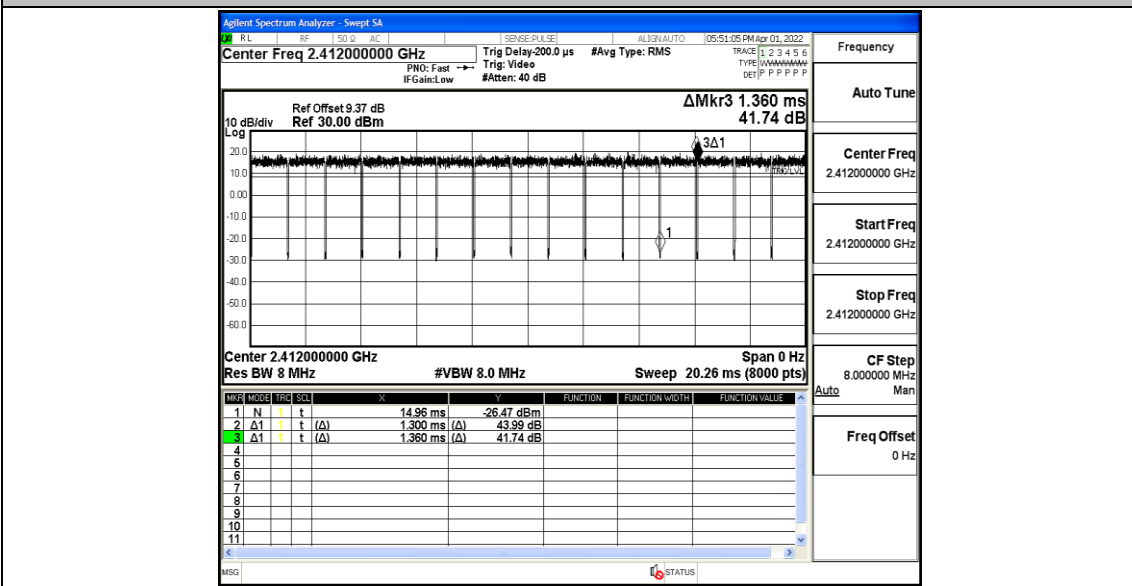 Agilent Spectrum Analyzer - Swept SA
RL RF 50 Ω AC SENSE:PULSE ALIGNAUTO 05:51:05 PM Apr 01, 2022
Center Freq 2.412000000 GHz
PNO: Fast
IFGain:Low
Trig Delay-200.0 µs
Trig: Video
#Atten: 40 dB
#Avg Type: RMS
TRACE 1 2 3 4 5 6
TYPE
DET P P P P P P
Frequency
Auto Tune
Center Freq
2.412000000 GHz
Start Freq
2.412000000 GHz
Stop Freq
2.412000000 GHz
CF Step
8.000000 MHz
Auto Man
Freq Offset
0 Hz
ΔMkr3 1.360 ms
41.74 dB
Ref Offset 9.37 dB
10 dB/div Ref 30.00 dBm
Log
20.0
10.0
0.00
-10.0
-20.0
-30.0
-40.0
-50.0
-60.0
3Δ1
TRIG LVL
1
Center 2.412000000 GHz Span 0 Hz
Res BW 8 MHz #VBW 8.0 MHz Sweep 20.26 ms (8000 pts)
MKR MODE TRC SCL X Y FUNCTION FUNCTION WIDTH FUNCTION VALUE
1 N 1 t 14.96 ms -26.47 dBm
2 Δ1 1 t (Δ) 1.300 ms (Δ) 43.99 dB
3 Δ1 1 t (Δ) 1.360 ms (Δ) 41.74 dB
4
5
6
7
8
9
10
11
MSG STATUS